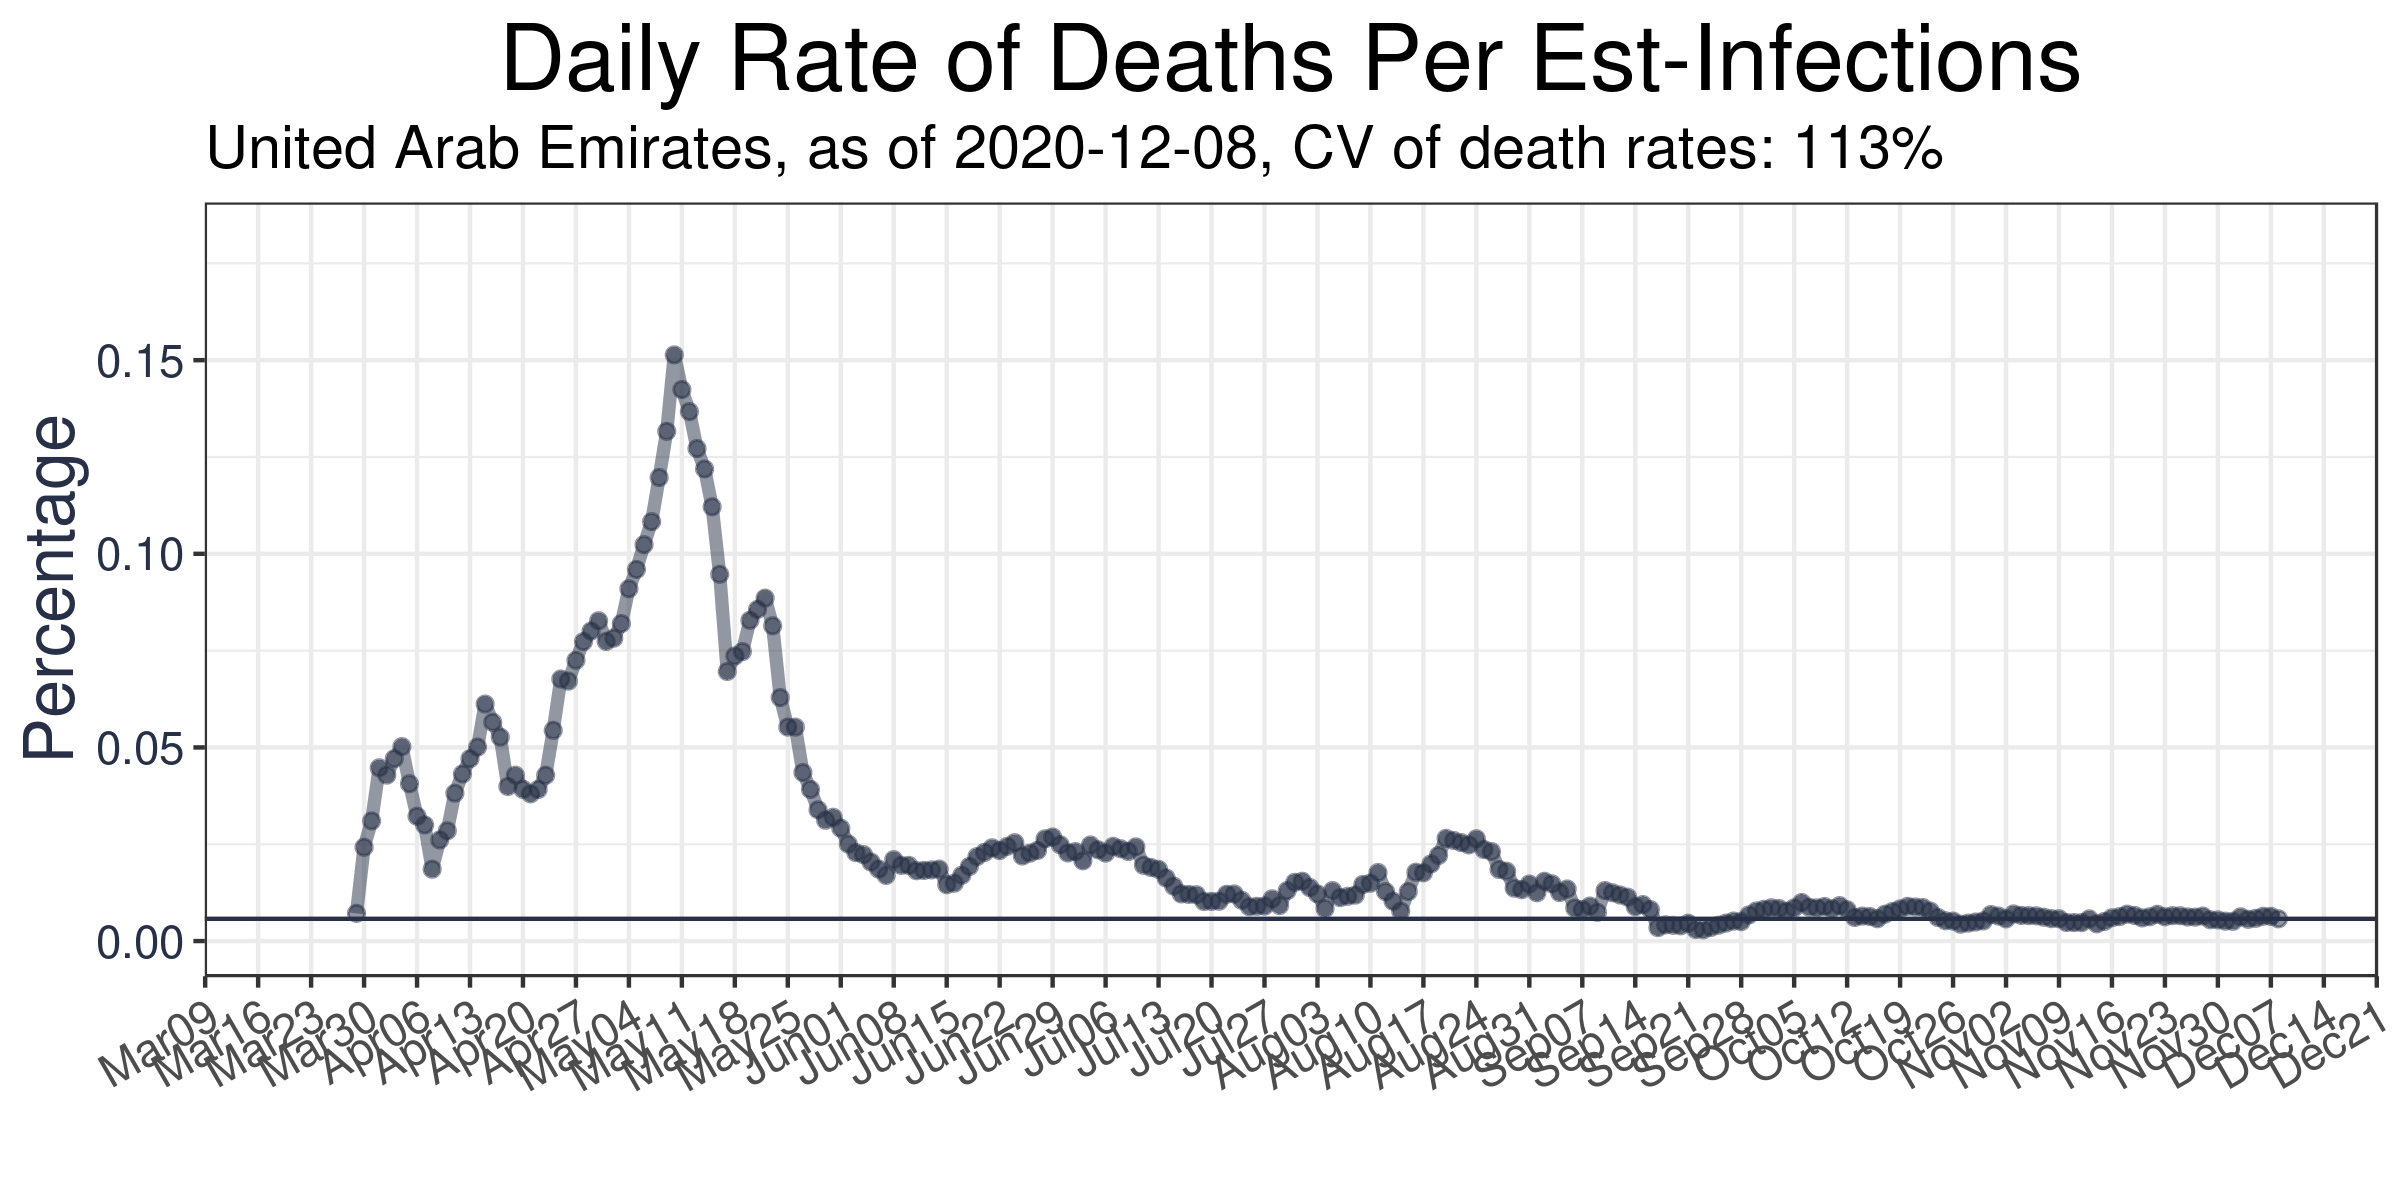 Daily Rate of Deaths Per Est-Infections
United Arab Emirates, as of 2020-12-08, CV of death rates: 113%
Percentage
0.15
0.10
0.05
0.00
Mar09
Mar16
Mar23
Mar30
Apr06
Apr13
Apr20
Apr27
May04
May11
May18
May25
Jun01
Jun08
Jun15
Jun22
Jun29
Jul06
Jul13
Jul20
Jul27
Aug03
Aug10
Aug17
Aug24
Aug31
Sep07
Sep14
Sep21
Sep28
Oct05
Oct12
Oct19
Oct26
Nov02
Nov09
Nov16
Nov23
Nov30
Dec07
Dec14
Dec21